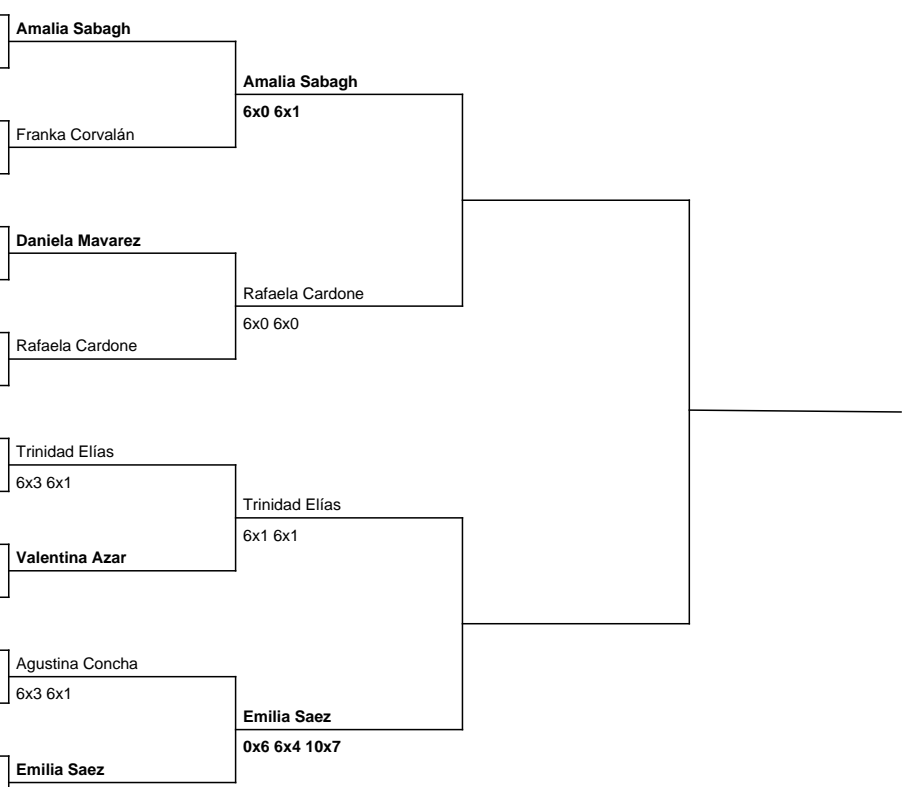 Amalia Sabagh
Amalia Sabagh
6x0 6x1
Franka Corvalán
Daniela Mavarez
Rafaela Cardone
6x0 6x0
Rafaela Cardone
Trinidad Elías
6x3 6x1
Trinidad Elías
6x1 6x1
Valentina Azar
Agustina Concha
6x3 6x1
Emilia Saez
0x6 6x4 10x7
Emilia Saez